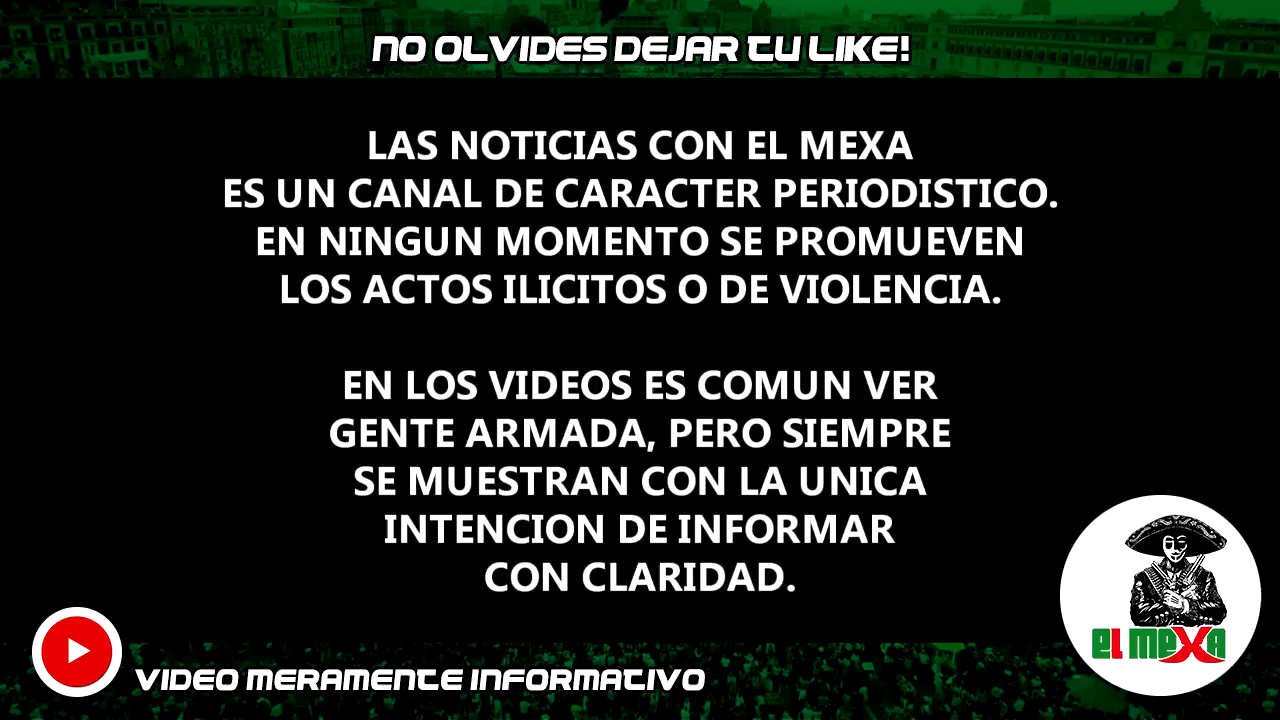 NO OLVIDES DEJAR TU LIKE!
LAS NOTICIAS CON EL MEXA
ES UN CANAL DE CARACTER PERIODISTICO.
EN NINGUN MOMENTO SE PROMUEVEN
LOS ACTOS ILICITOS O DE VIOLENCIA.
EN LOS VIDEOS ES COMUN VER
GENTE ARMADA, PERO SIEMPRE
SE MUESTRAN CON LA UNICA
INTENCION DE INFORMAR
CON CLARIDAD.
EL MEXA
VIDEO MERAMENTE INFORMATIVO